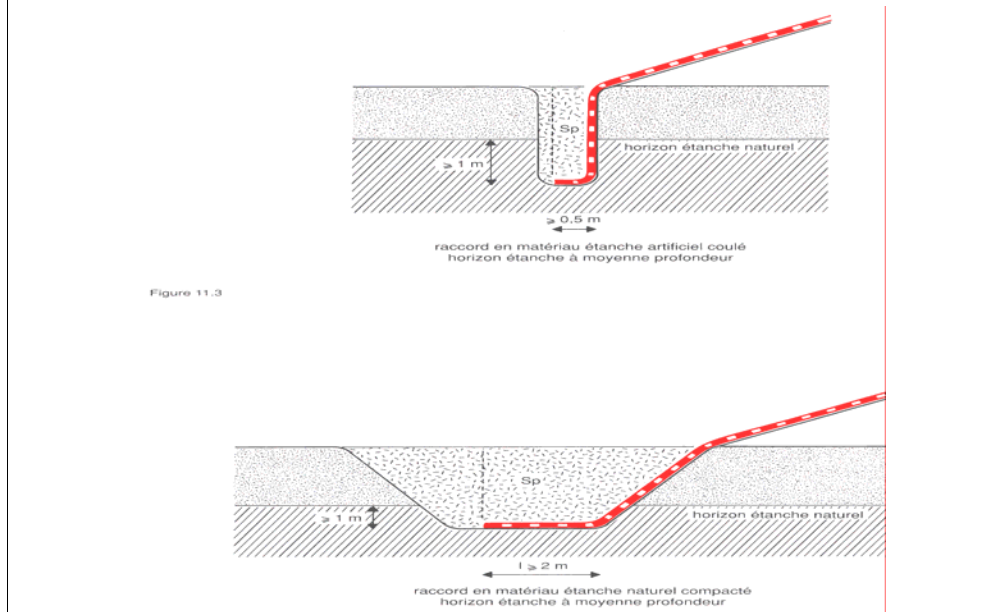 Sp
horizon étanche naturel
⩾ 1 m
⩾ 0,5 m
raccord en matériau étanche artificiel coulé
horizon étanche à moyenne profondeur
Figure 11.3
Sp
⩾ 1 m
horizon étanche naturel
l ⩾ 2 m
raccord en matériau étanche naturel compacté
horizon étanche à moyenne profondeur